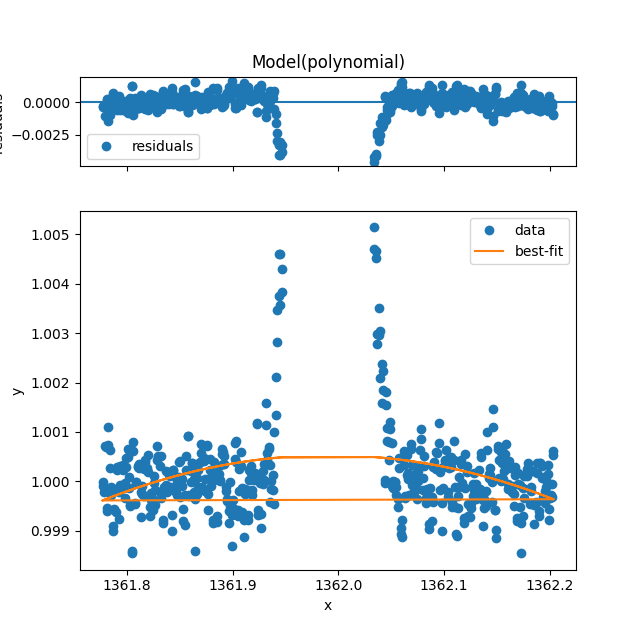 Model(polynomial)
0.0000
−0.0025
residuals
residuals
data
best-fit
1.005
1.004
1.003
1.002
1.001
1.000
0.999
y
1361.8 1361.9 1362.0 1362.1 1362.2
x